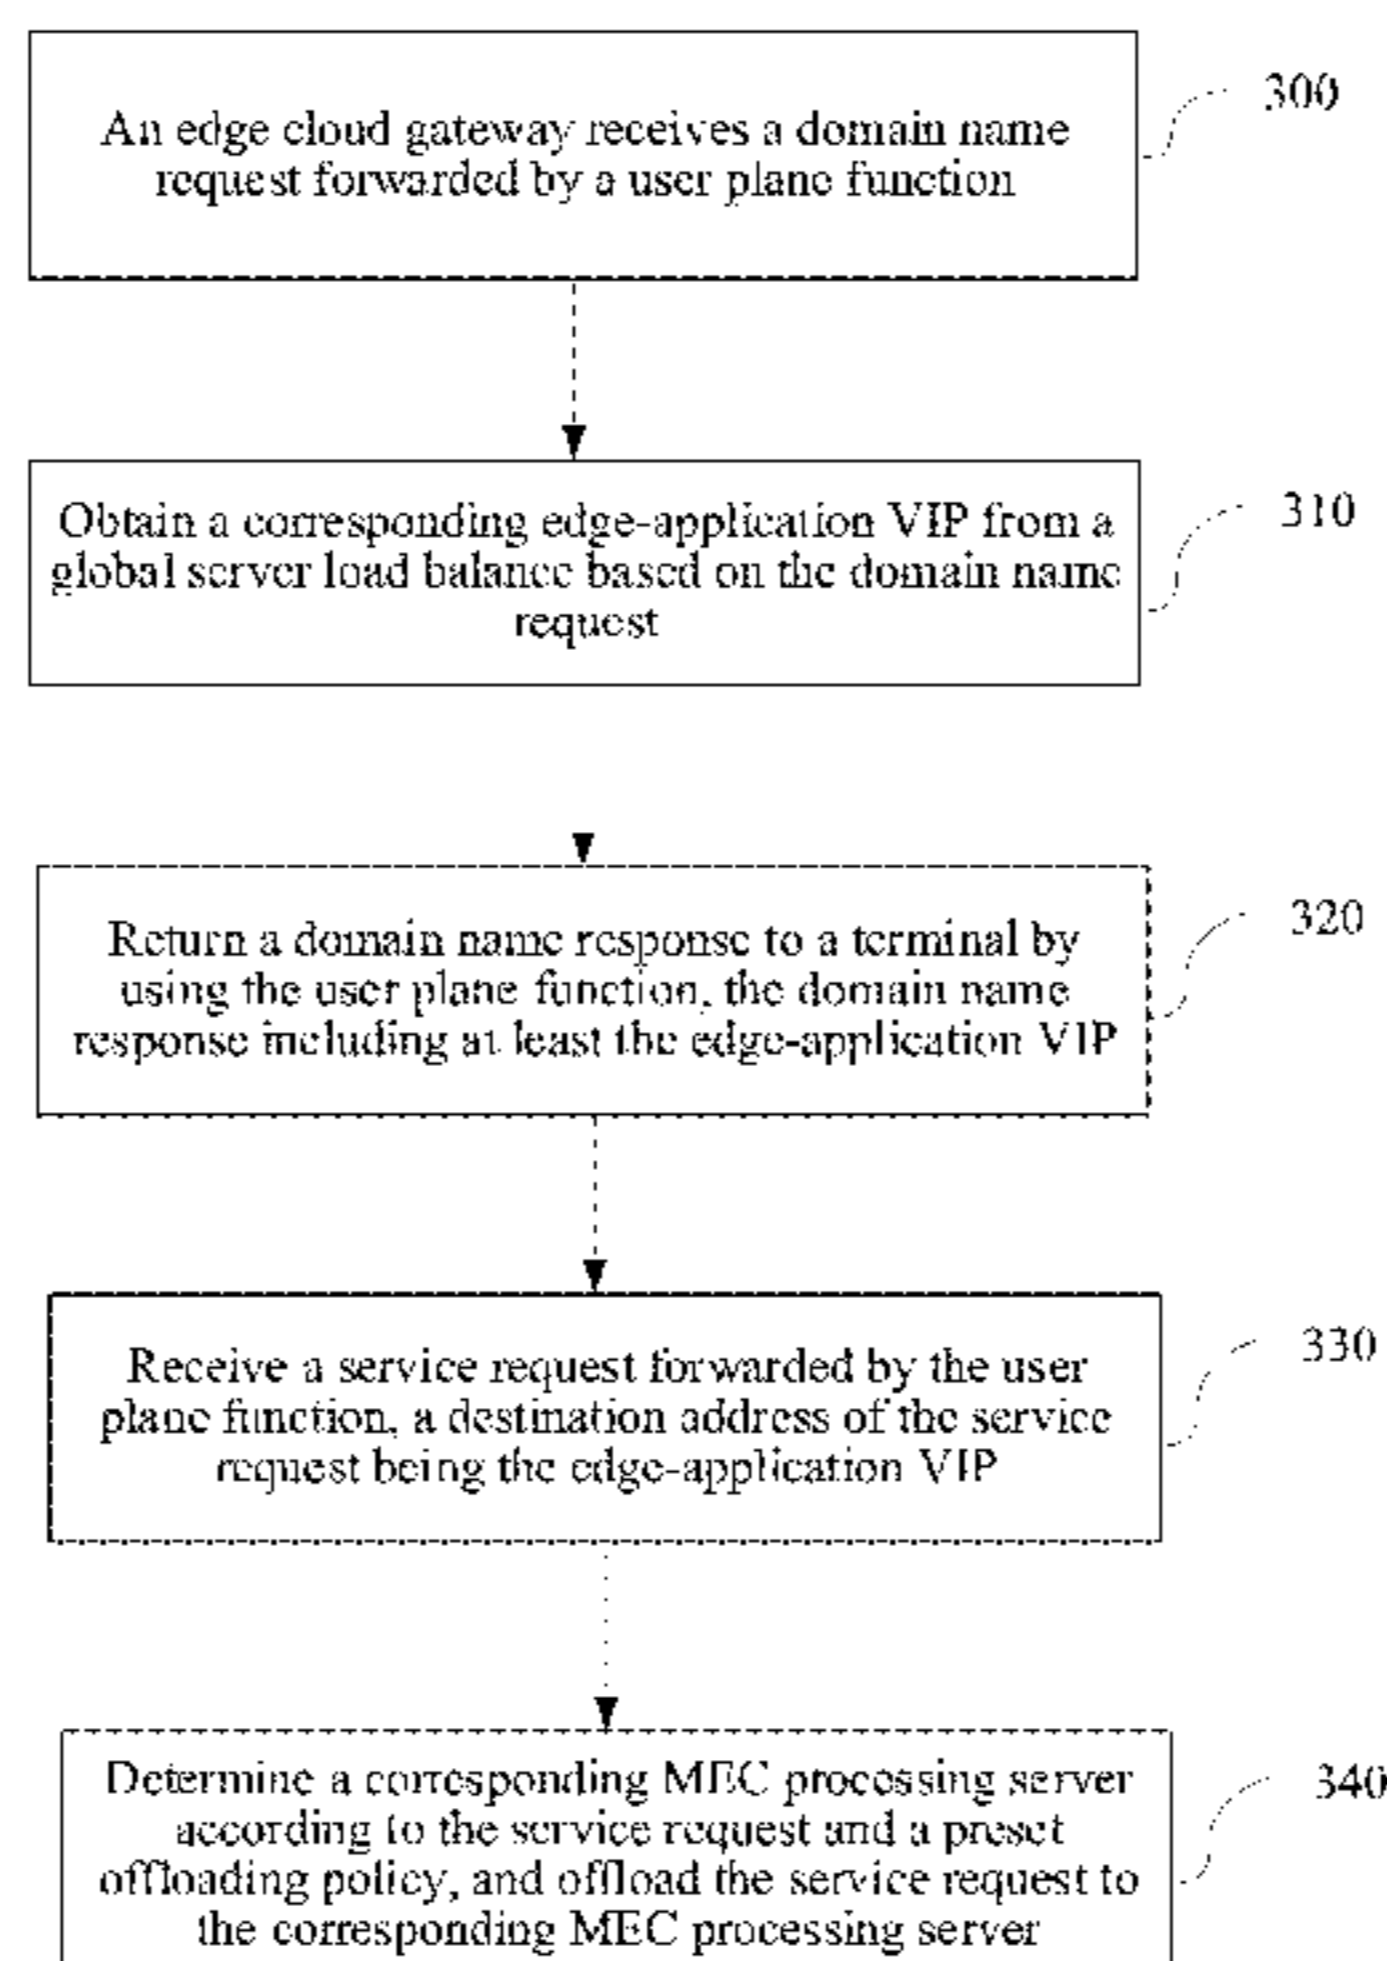 An edge cloud gateway receives a domain name
request forwarded by a user plane function
300
Obtain a corresponding edge-application VIP from a
global server load balance based on the domain name
request
310
Return a domain name response to a terminal by
using the user plane function, the domain name
response including at least the edge-application VIP
320
Receive a service request forwarded by the user
plane function, a destination address of the service
request being the edge-application VIP
330
Determine a corresponding MEC processing server
according to the service request and a preset
offloading policy, and offload the service request to
the corresponding MEC processing server
340